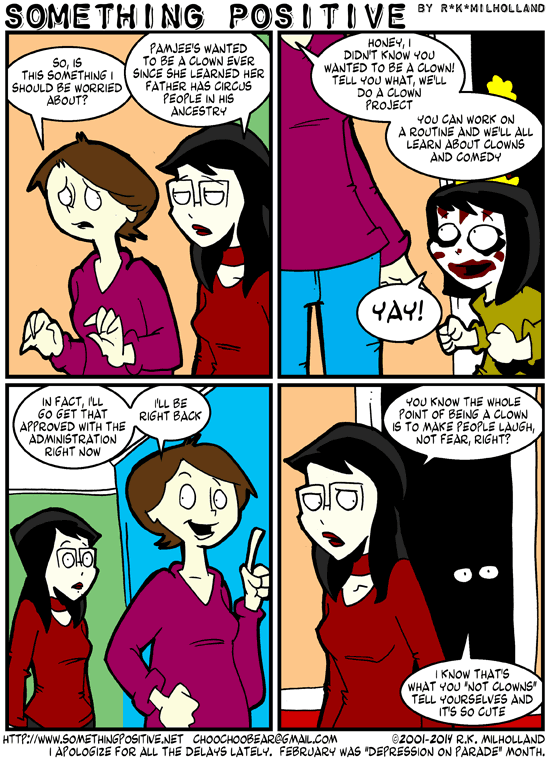 SOMETHING POSITIVE BY R*K*MILHOLLAND
SO, IS
THIS SOMETHING I
SHOULD BE WORRIED
ABOUT?
PAMJEE'S WANTED
TO BE A CLOWN EVER
SINCE SHE LEARNED HER
FATHER HAS CIRCUS
PEOPLE IN HIS
ANCESTRY
HONEY, I
DIDN'T KNOW YOU
WANTED TO BE A CLOWN!
TELL YOU WHAT, WE'LL
DO A CLOWN
PROJECT
YOU CAN WORK ON
A ROUTINE AND WE'LL ALL
LEARN ABOUT CLOWNS
AND COMEDY
YAY!
IN FACT, I'LL
GO GET THAT
APPROVED WITH THE
ADMINISTRATION
RIGHT NOW
I'LL BE
RIGHT BACK
YOU KNOW THE WHOLE
POINT OF BEING A CLOWN
IS TO MAKE PEOPLE LAUGH,
NOT FEAR, RIGHT?
I KNOW THAT'S
WHAT YOU "NOT CLOWNS"
TELL YOURSELVES AND
IT'S SO CUTE
HTTP://WWW.SOMETHINGPOSITIVE.NET CHOOCHOOBEAR@GMAIL.COM ©2001-2014 R.K. MILHOLLAND
I APOLOGIZE FOR ALL THE DELAYS LATELY. FEBRUARY WAS "DEPRESSION ON PARADE" MONTH.